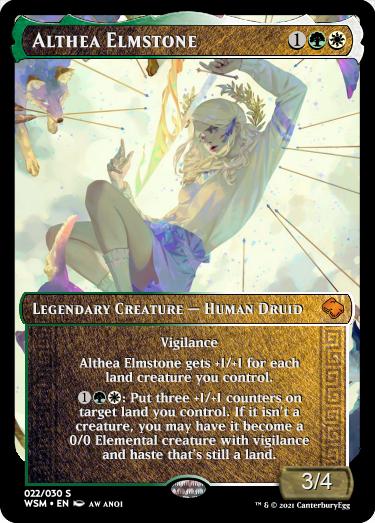 Althea Elmstone 1
Legendary Creature — Human Druid
Vigilance
Althea Elmstone gets +1/+1 for each
land creature you control.
1: Put three +1/+1 counters on
target land you control. If it isn't a
creature, you may have it become a
0/0 Elemental creature with vigilance
and haste that's still a land.
3/4
022/030 S
WSM • EN AW ANOI
™ & © 2021 CanterburyEgg